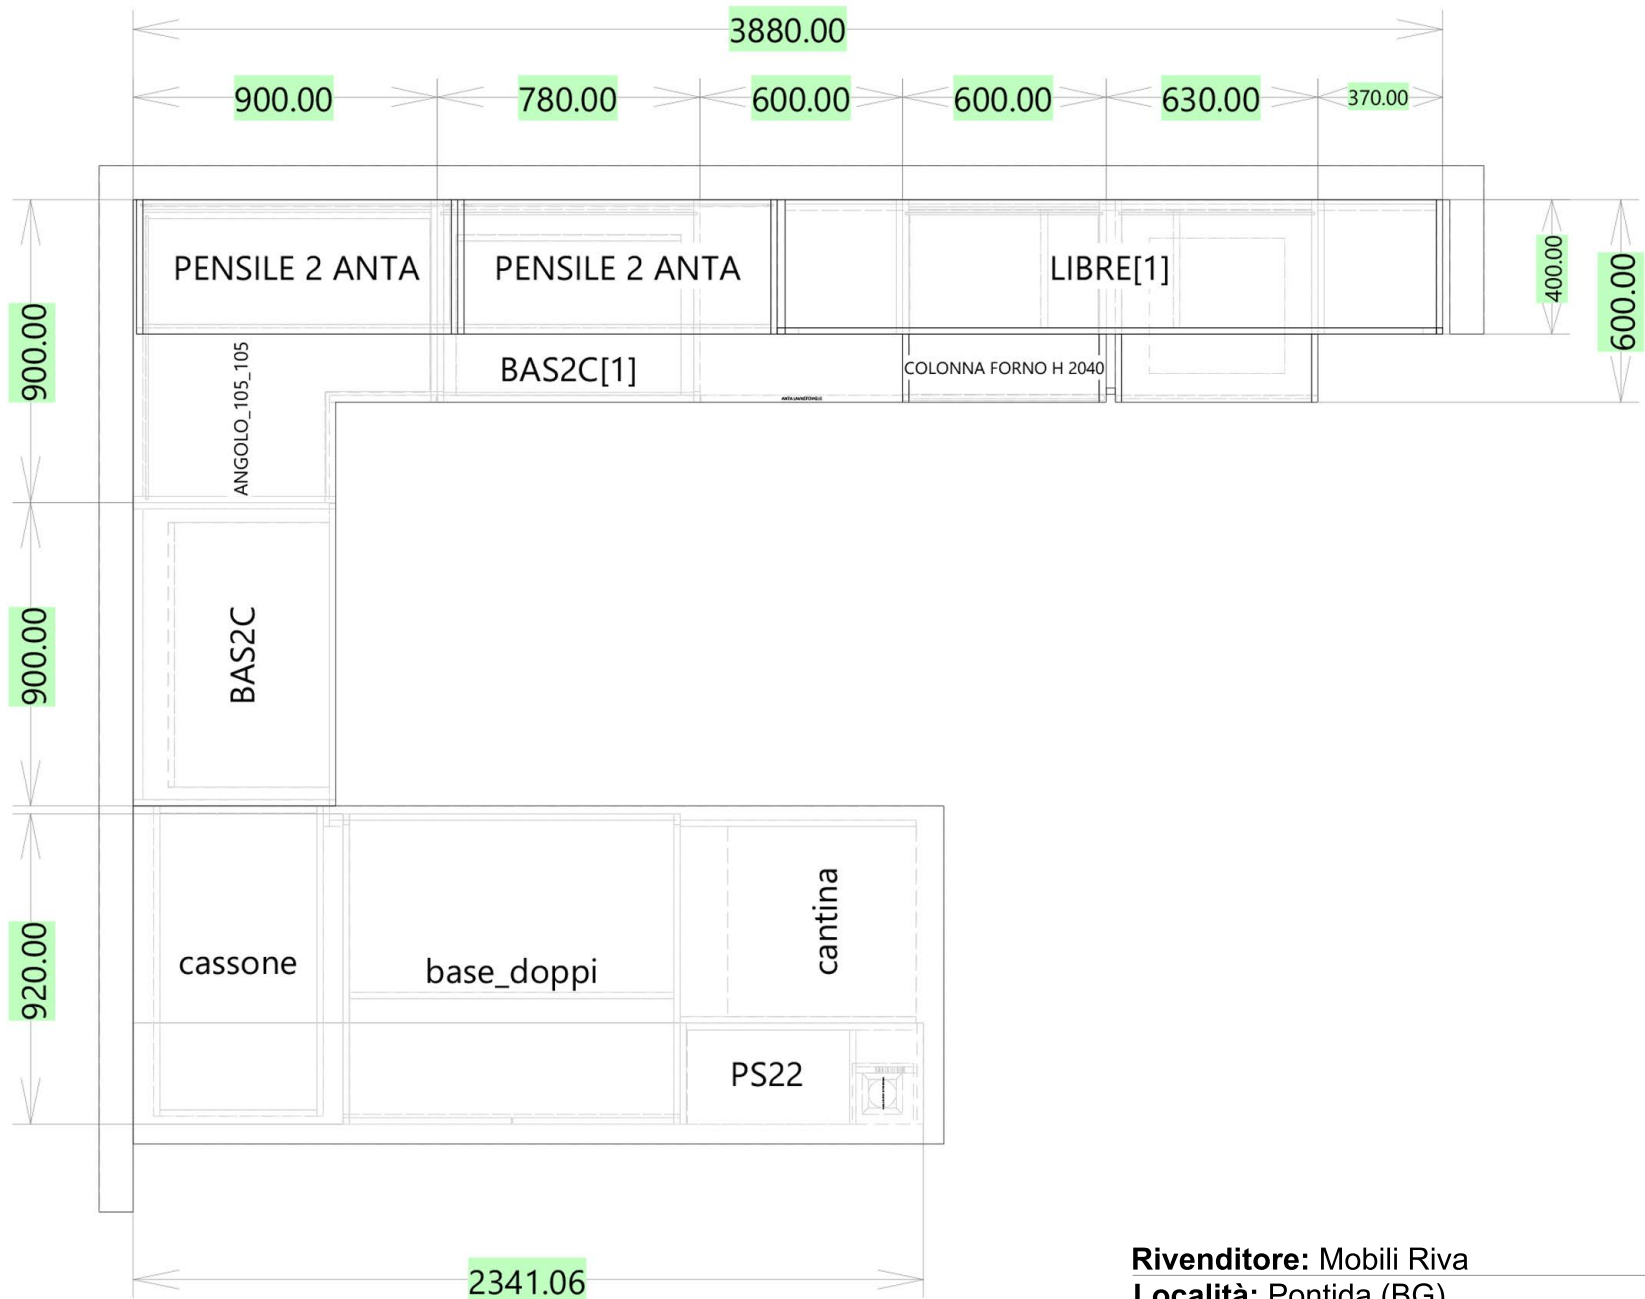 3880.00
900.00 780.00 600.00 600.00 630.00 370.00
PENSILE 2 ANTA PENSILE 2 ANTA LIBRE[1]
400.00
600.00
900.00
ANGOLO_105_105
BAS2C[1]
COLONNA FORNO H 2040
ANTA LAVASTOVIGLIE
900.00
BAS2C
920.00
cassone
base_doppi
cantina
PS22
2341.06
Rivenditore: Mobili Riva
Località: Pontida (BG)